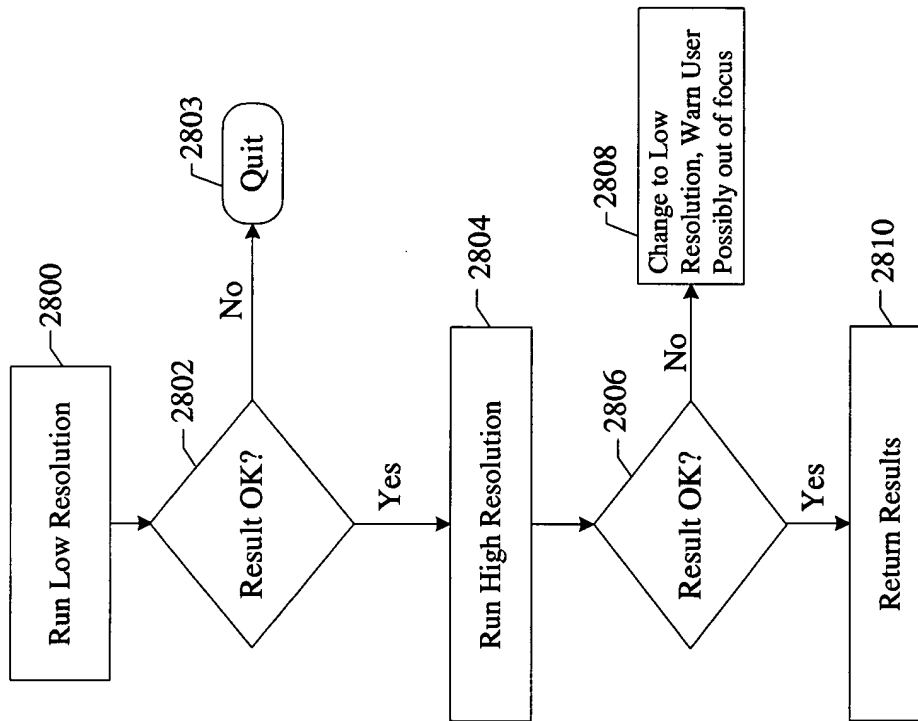 2800
Run Low Resolution
2802
Result OK?
No
2803
Quit
Yes
2804
Run High Resolution
2806
Result OK?
No
2808
Change to Low
Resolution, Warn User
Possibly out of focus
Yes
2810
Return Results